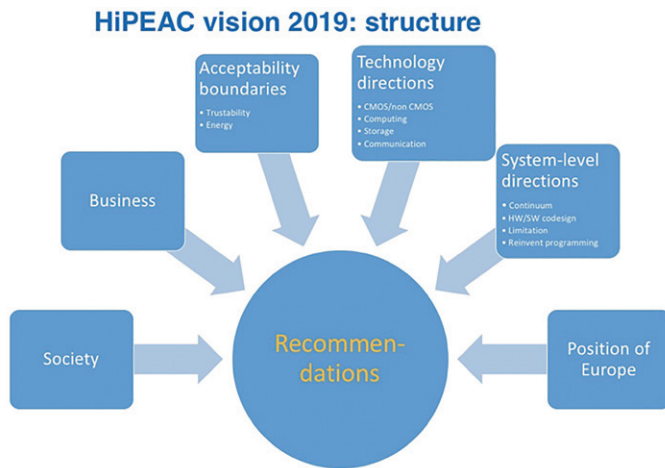 HiPEAC vision 2019: structure
Acceptability
boundaries
• Trustability
• Energy
Technology
directions
• CMOS/non CMOS
• Computing
• Storage
• Communication
System-level
directions
• Continuum
• HW/SW codesign
• Limitation
• Reinvent programming
Business
Society
Recommen-
dations
Position of
Europe